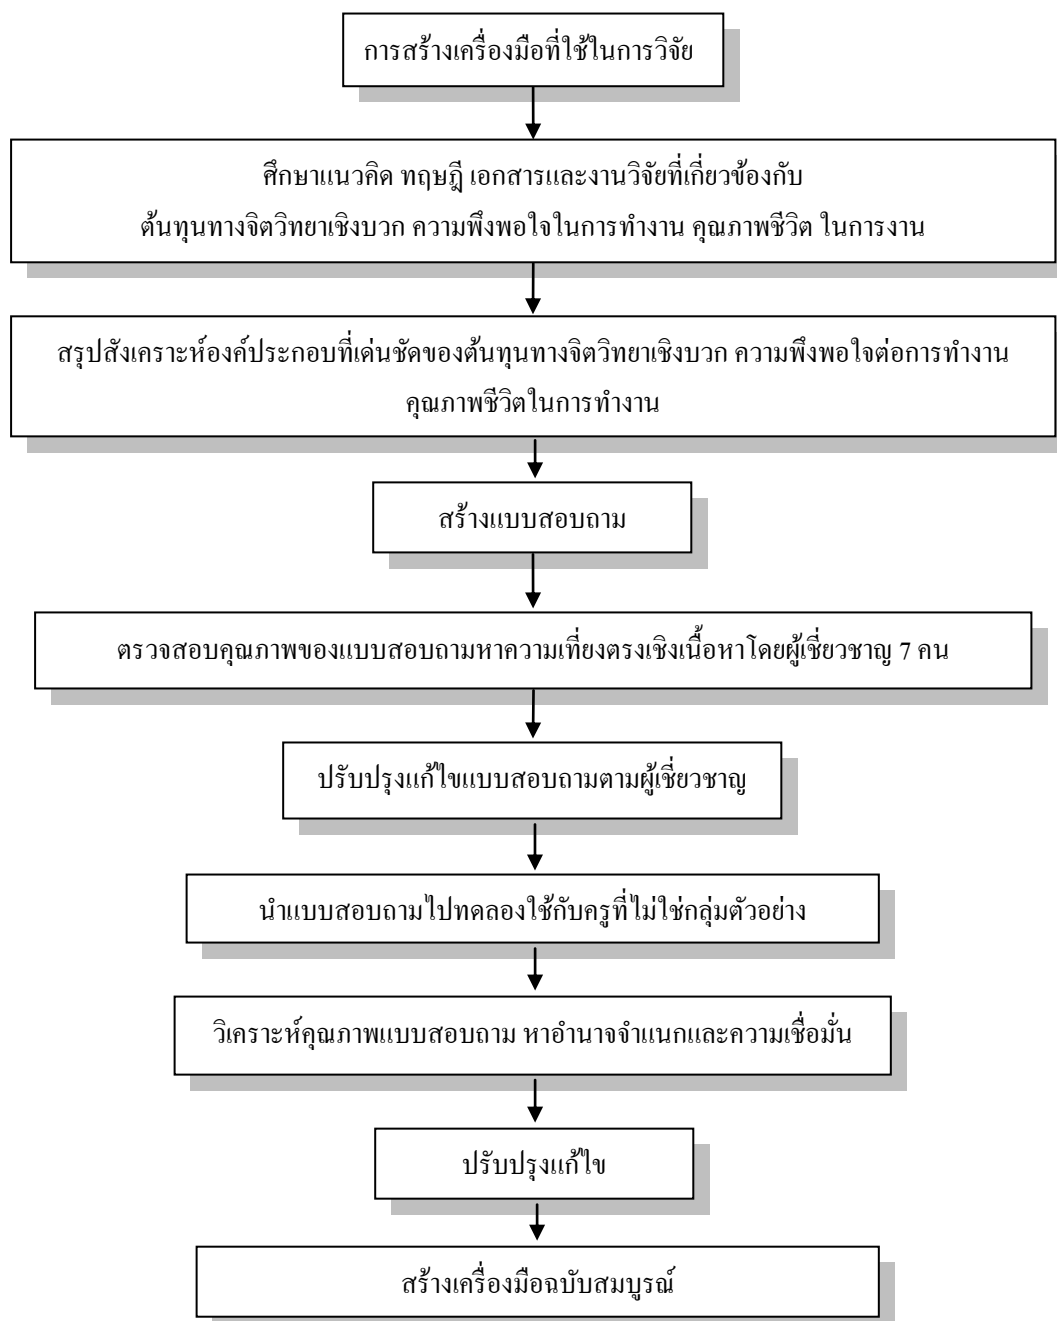 การสร้างเครื่องมือที่ใช้ในการวิจัย
ศึกษาแนวคิด ทฤษฎี เอกสารและงานวิจัยที่เกี่ยวข้องกับ
ต้นทุนทางจิตวิทยาเชิงบวก ความพึงพอใจในการทำงาน คุณภาพชีวิต ในการงาน
สรุปสังเคราะห์องค์ประกอบที่เด่นชัดของต้นทุนทางจิตวิทยาเชิงบวก ความพึงพอใจต่อการทำงาน
คุณภาพชีวิตในการทำงาน
สร้างแบบสอบถาม
ตรวจสอบคุณภาพของแบบสอบถามหาความเที่ยงตรงเชิงเนื้อหาโดยผู้เชี่ยวชาญ 7 คน
ปรับปรุงแก้ไขแบบสอบถามตามผู้เชี่ยวชาญ
นำแบบสอบถามไปทดลองใช้กับครูที่ไม่ใช่กลุ่มตัวอย่าง
วิเคราะห์คุณภาพแบบสอบถาม หาอำนาจจำแนกและความเชื่อมั่น
ปรับปรุงแก้ไข
สร้างเครื่องมือฉบับสมบูรณ์